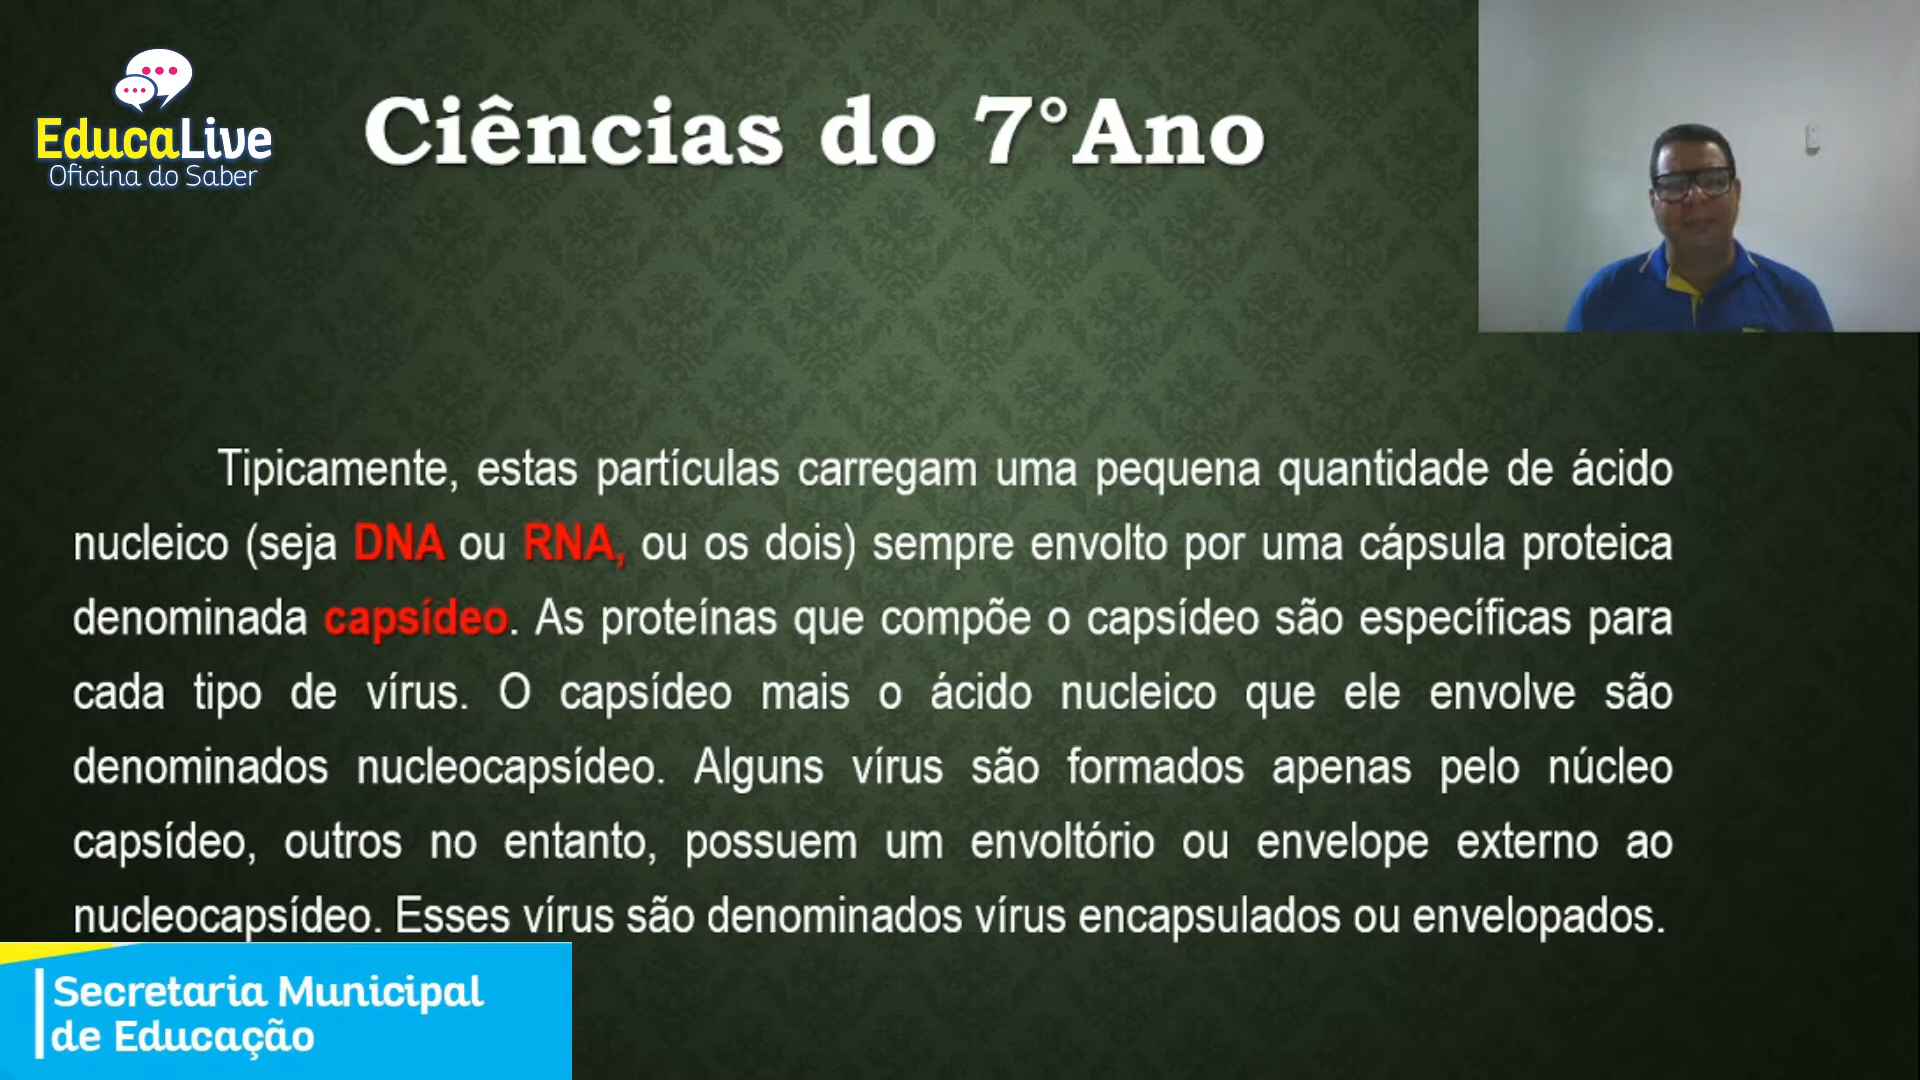 EducaLive
Oficina do Saber
Ciências do 7°Ano
Tipicamente, estas partículas carregam uma pequena quantidade de ácido
nucleico (seja DNA ou RNA, ou os dois) sempre envolto por uma cápsula proteica
denominada capsídeo. As proteínas que compõe o capsídeo são específicas para
cada tipo de vírus. O capsídeo mais o ácido nucleico que ele envolve são
denominados nucleocapsídeo. Alguns vírus são formados apenas pelo núcleo
capsídeo, outros no entanto, possuem um envoltório ou envelope externo ao
nucleocapsídeo. Esses vírus são denominados vírus encapsulados ou envelopados.
Secretaria Municipal
de Educação